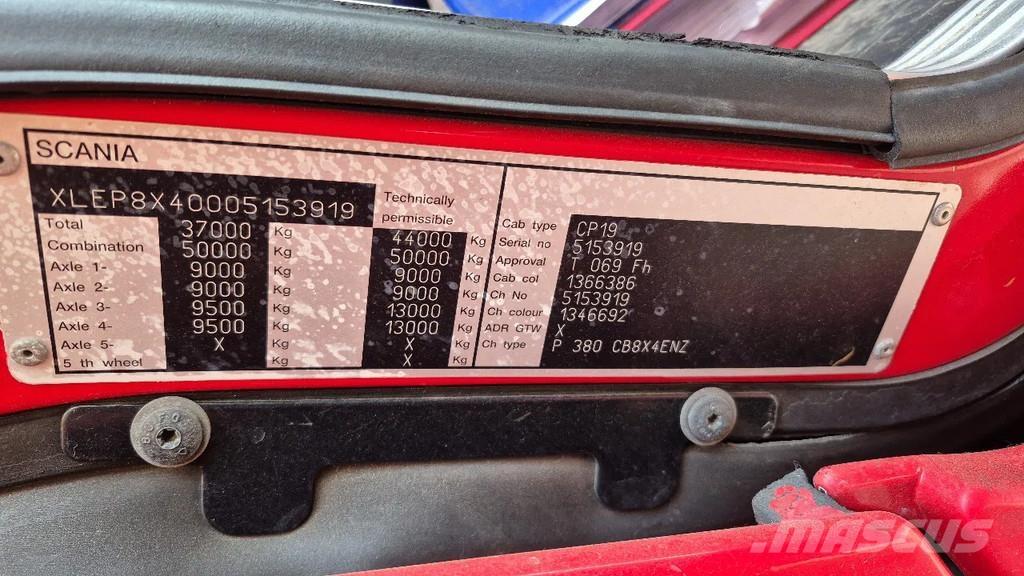 SCANIA
XLEP8X40005153919
Technically
permissible
Total 37000 Kg 44000 Kg
Combination 50000 Kg 50000 Kg
Axle 1- 9000 Kg 9000 Kg
Axle 2- 9000 Kg 9000 Kg
Axle 3- 9500 Kg 13000 Kg
Axle 4- 9500 Kg 13000 Kg
Axle 5- X Kg X Kg
5 th wheel Kg X Kg
Cab type CP19
Serial no 5153919
Approval T 069 Fh
Cab col 1366386
Ch No 5153919
Ch colour 1346692
ADR GTW X
Ch type P 380 CB8X4ENZ
MASCUS